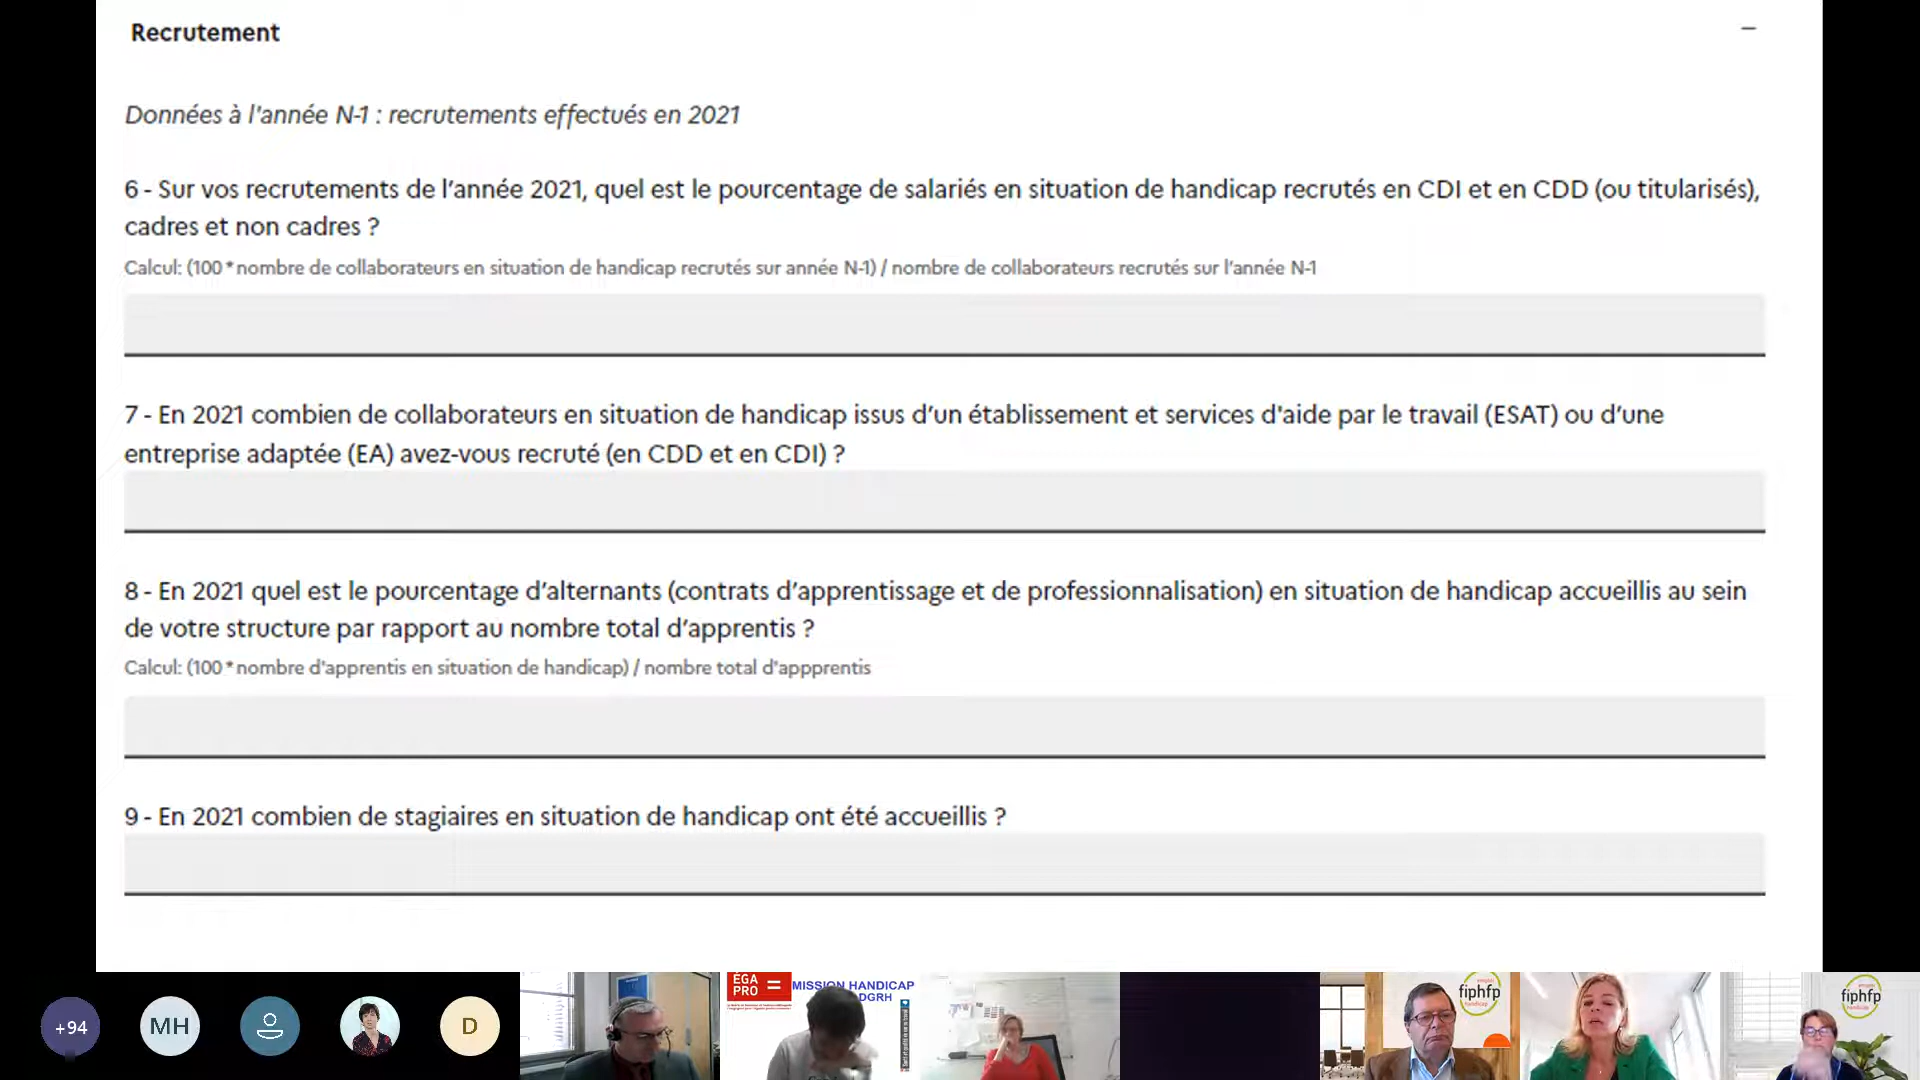 Recrutement
Données à l'année N-1 : recrutements effectués en 2021
6 - Sur vos recrutements de l’année 2021, quel est le pourcentage de salariés en situation de handicap recrutés en CDI et en CDD (ou titularisés),
cadres et non cadres ?
Calcul: (100 * nombre de collaborateurs en situation de handicap recrutés sur année N-1) / nombre de collaborateurs recrutés sur l’année N-1
7 - En 2021 combien de collaborateurs en situation de handicap issus d’un établissement et services d'aide par le travail (ESAT) ou d’une
entreprise adaptée (EA) avez-vous recruté (en CDD et en CDI) ?
8 - En 2021 quel est le pourcentage d’alternants (contrats d’apprentissage et de professionnalisation) en situation de handicap accueillis au sein
de votre structure par rapport au nombre total d’apprentis ?
Calcul: (100 * nombre d'apprentis en situation de handicap) / nombre total d'appprentis
9 - En 2021 combien de stagiaires en situation de handicap ont été accueillis ?
+94
MH
D
ÉGA
PRO =
MISSION HANDICAP
DGRH
fiphfp
handicap
fiphfp
handicap